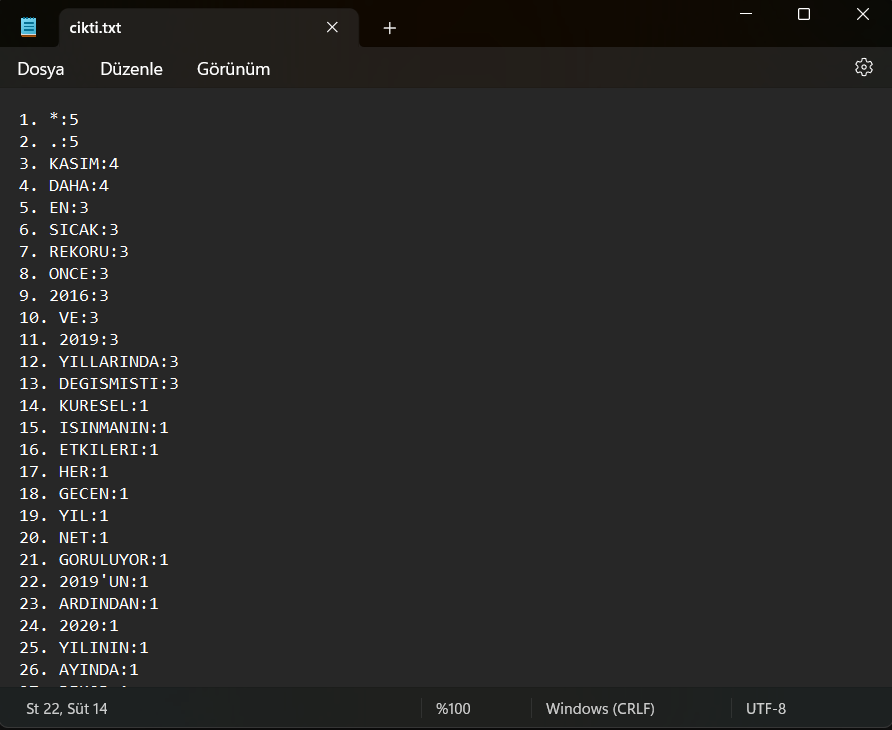 cikti.txt
Dosya Düzenle Görünüm
1. *:5
2. .:5
3. KASIM:4
4. DAHA:4
5. EN:3
6. SICAK:3
7. REKORU:3
8. ONCE:3
9. 2016:3
10. VE:3
11. 2019:3
12. YILLARINDA:3
13. DEGISMISTI:3
14. KURESEL:1
15. ISINMANIN:1
16. ETKILERI:1
17. HER:1
18. GECEN:1
19. YIL:1
20. NET:1
21. GORULUYOR:1
22. 2019'UN:1
23. ARDINDAN:1
24. 2020:1
25. YILININ:1
26. AYINDA:1
St 22, Süt 14 %100 Windows (CRLF) UTF-8